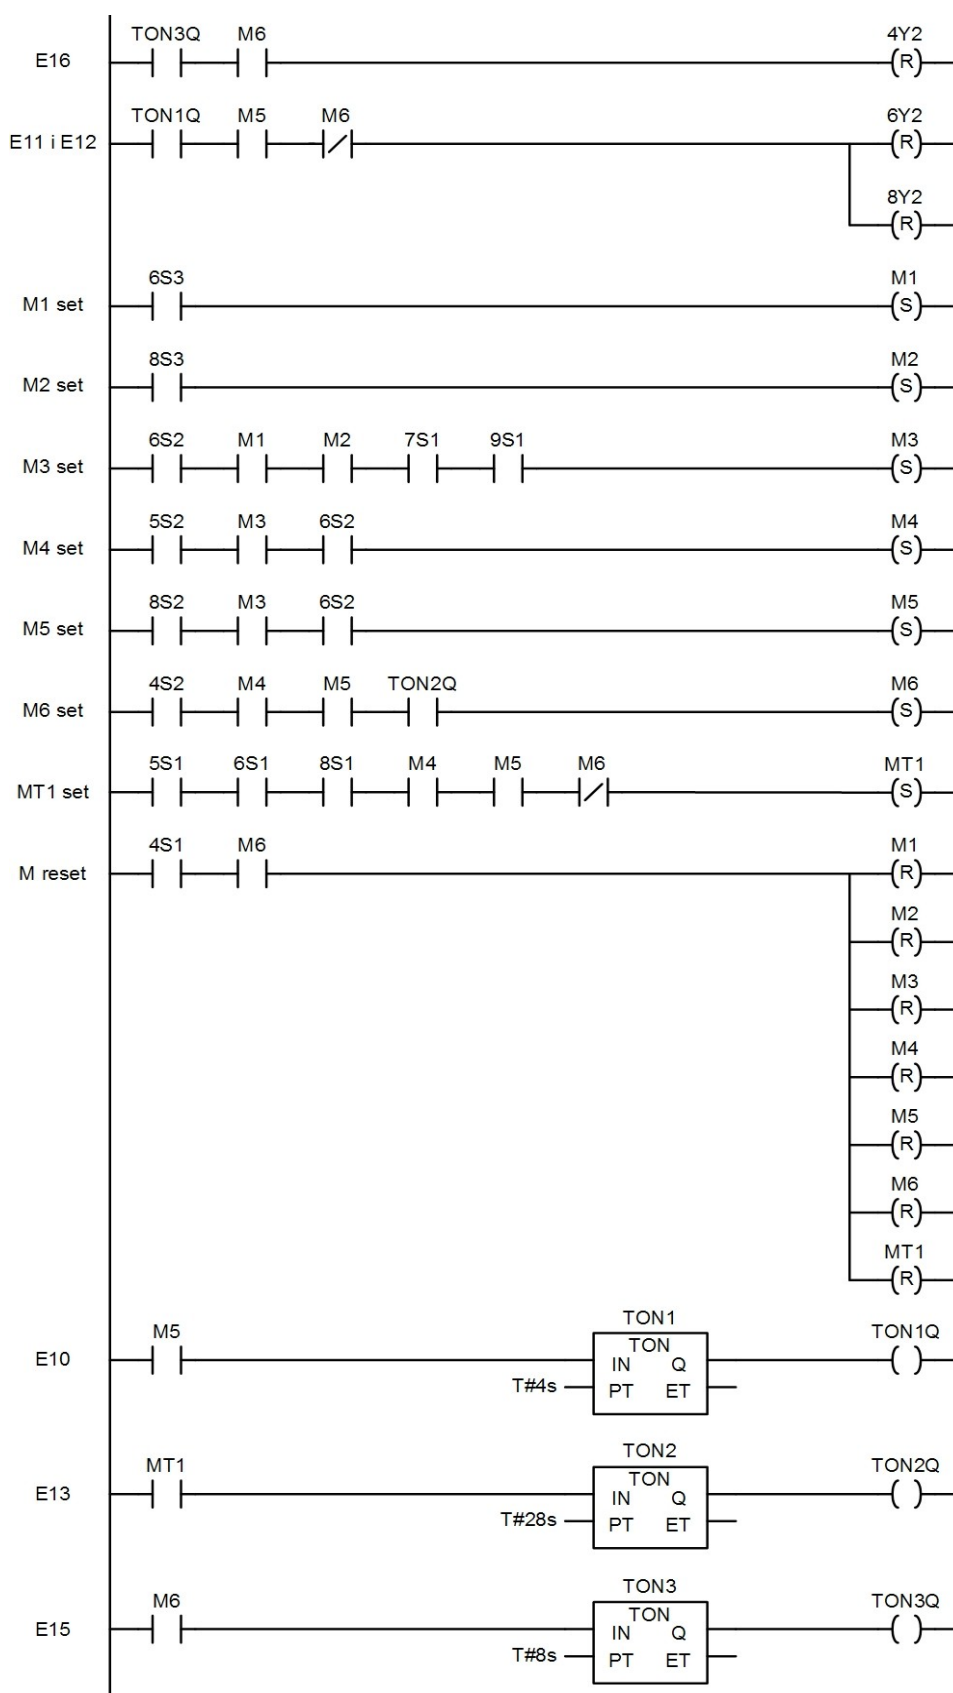 TON3Q M6 4Y2
E16 (R)
TON1Q M5 M6 6Y2
E11 i E12 (R)
8Y2
(R)
6S3 M1
M1 set (S)
8S3 M2
M2 set (S)
6S2 M1 M2 7S1 9S1 M3
M3 set (S)
5S2 M3 6S2 M4
M4 set (S)
8S2 M3 6S2 M5
M5 set (S)
4S2 M4 M5 TON2Q M6
M6 set (S)
5S1 6S1 8S1 M4 M5 M6 MT1
MT1 set (S)
4S1 M6 M1
M reset (R)
M2
(R)
M3
(R)
M4
(R)
M5
(R)
M6
(R)
MT1
(R)
TON1
M5 TON TON1Q
E10 IN Q ( )
T#4s PT ET
TON2
MT1 TON TON2Q
E13 IN Q ( )
T#28s PT ET
TON3
M6 TON TON3Q
E15 IN Q ( )
T#8s PT ET